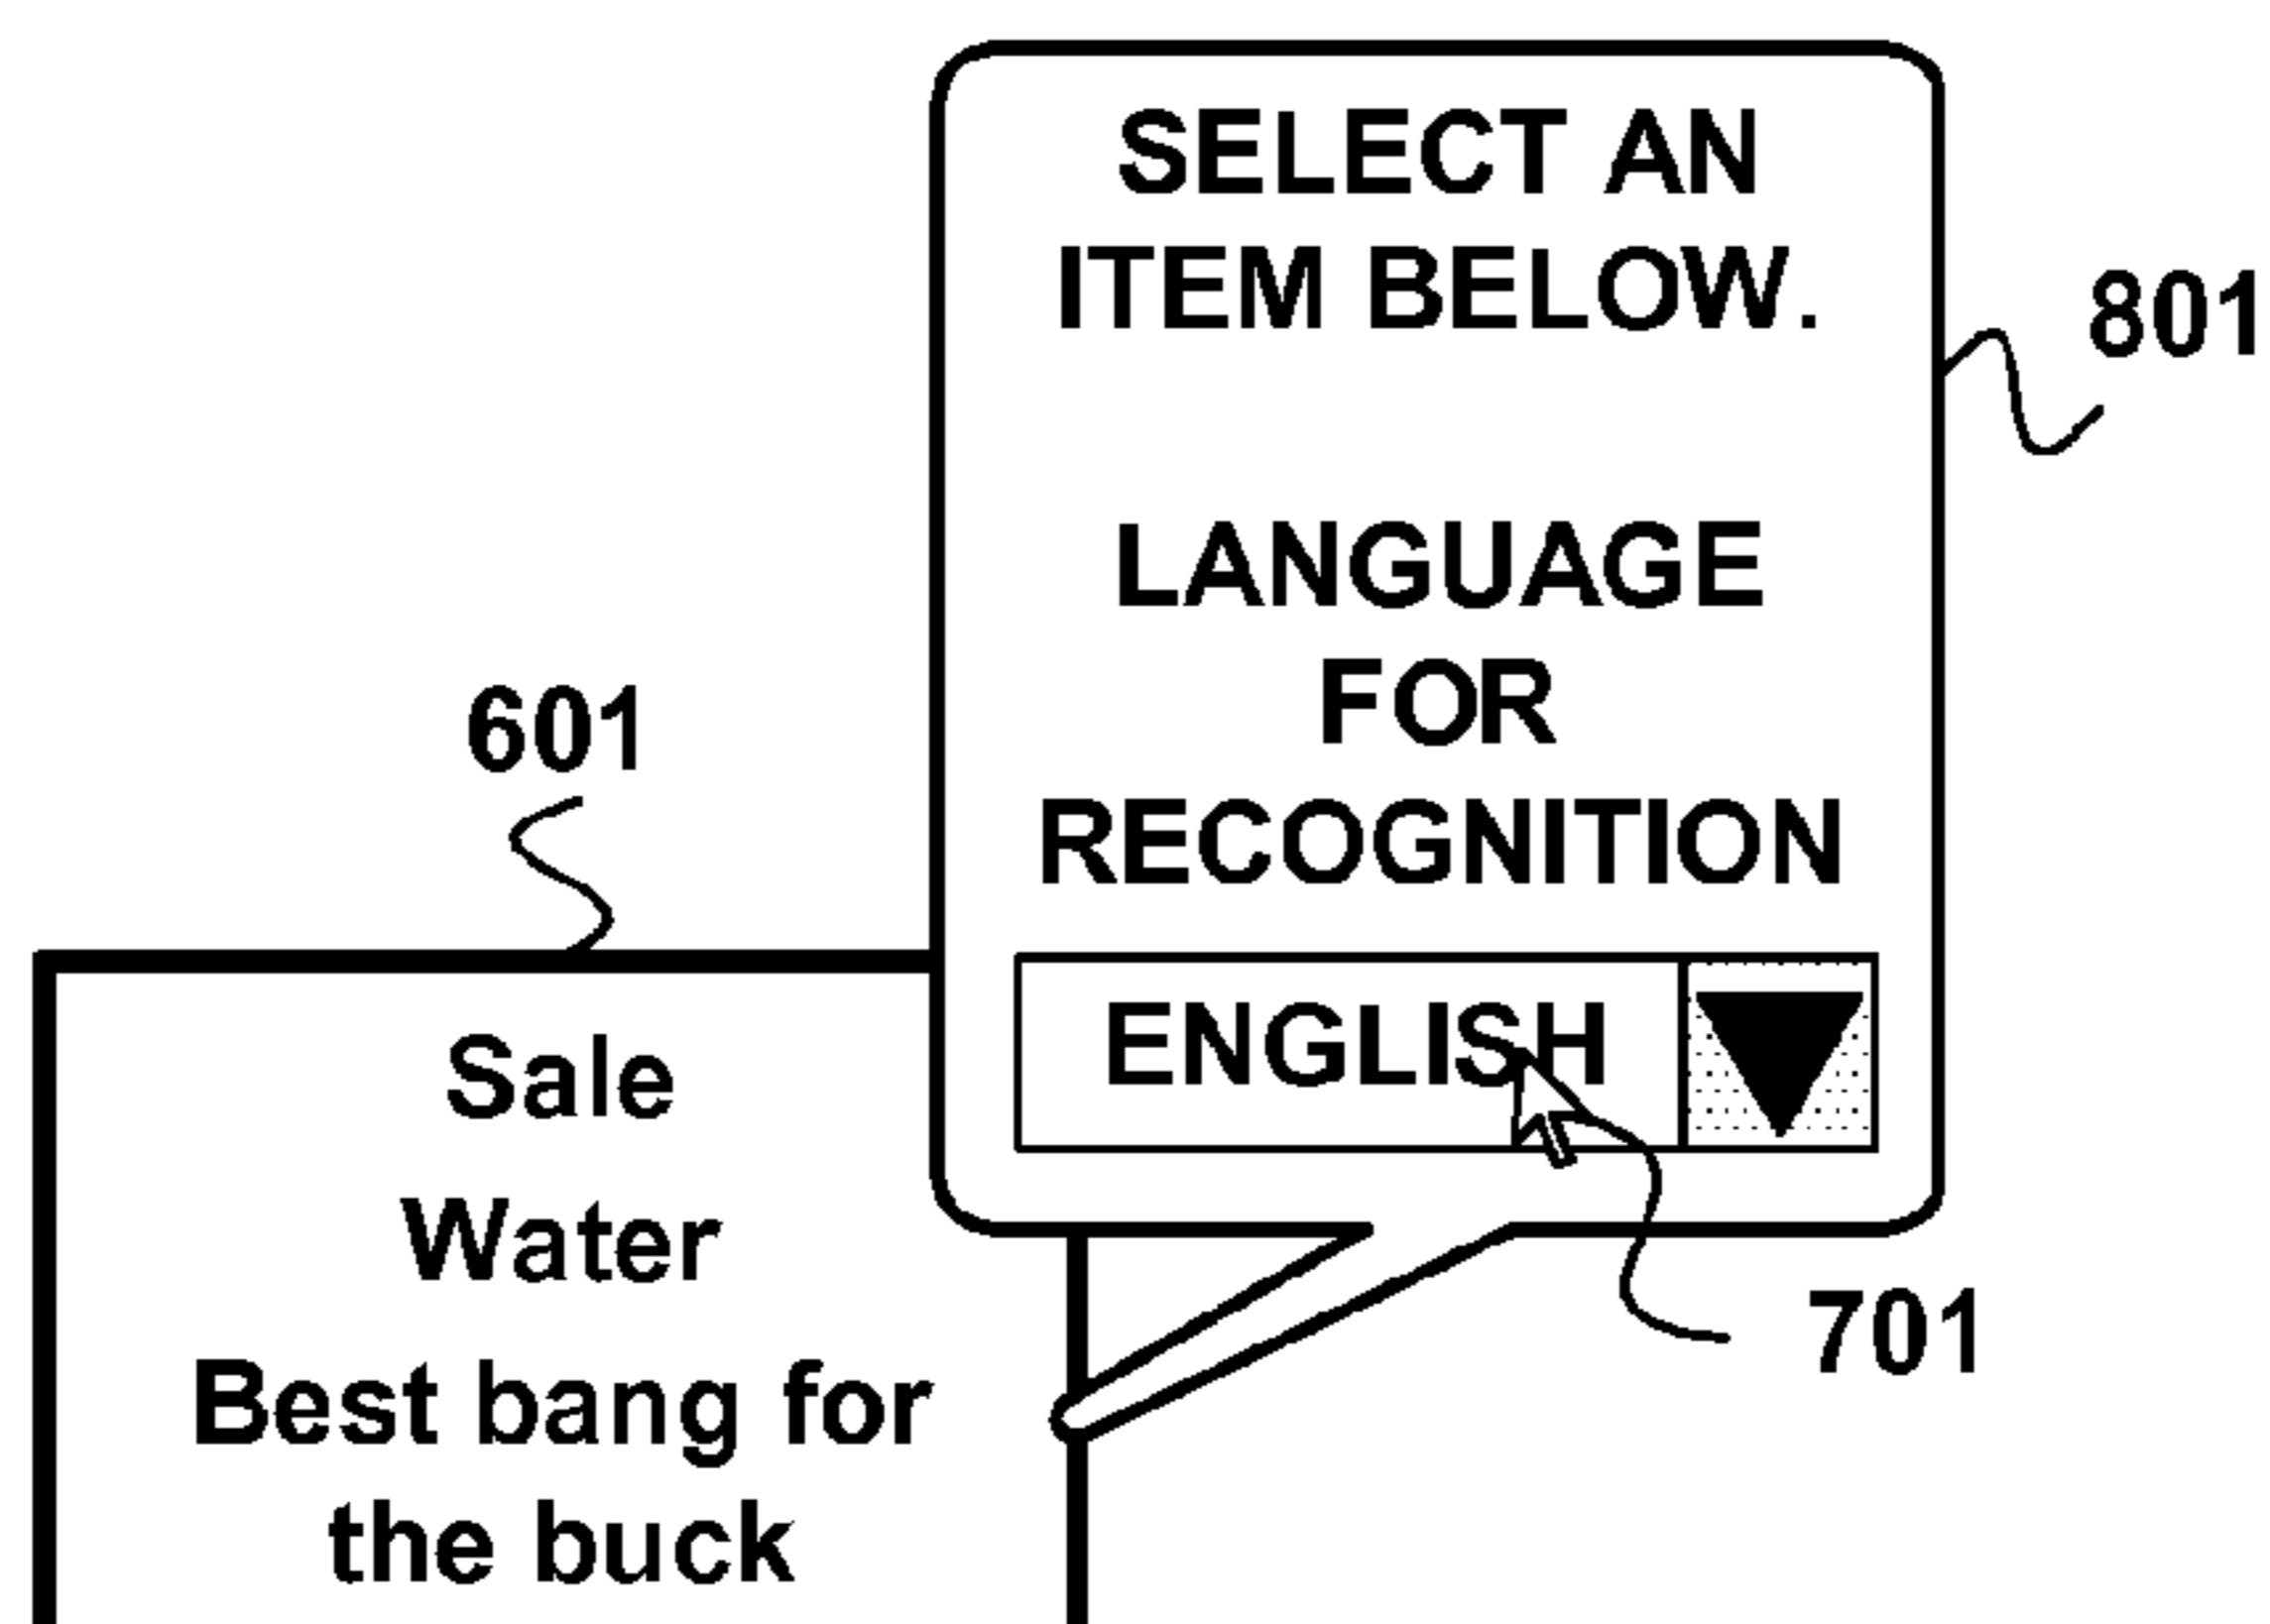 SELECT AN
ITEM BELOW.
801
LANGUAGE
FOR
RECOGNITION
601
ENGLISH
Sale
Water
701
Best bang for
the buck